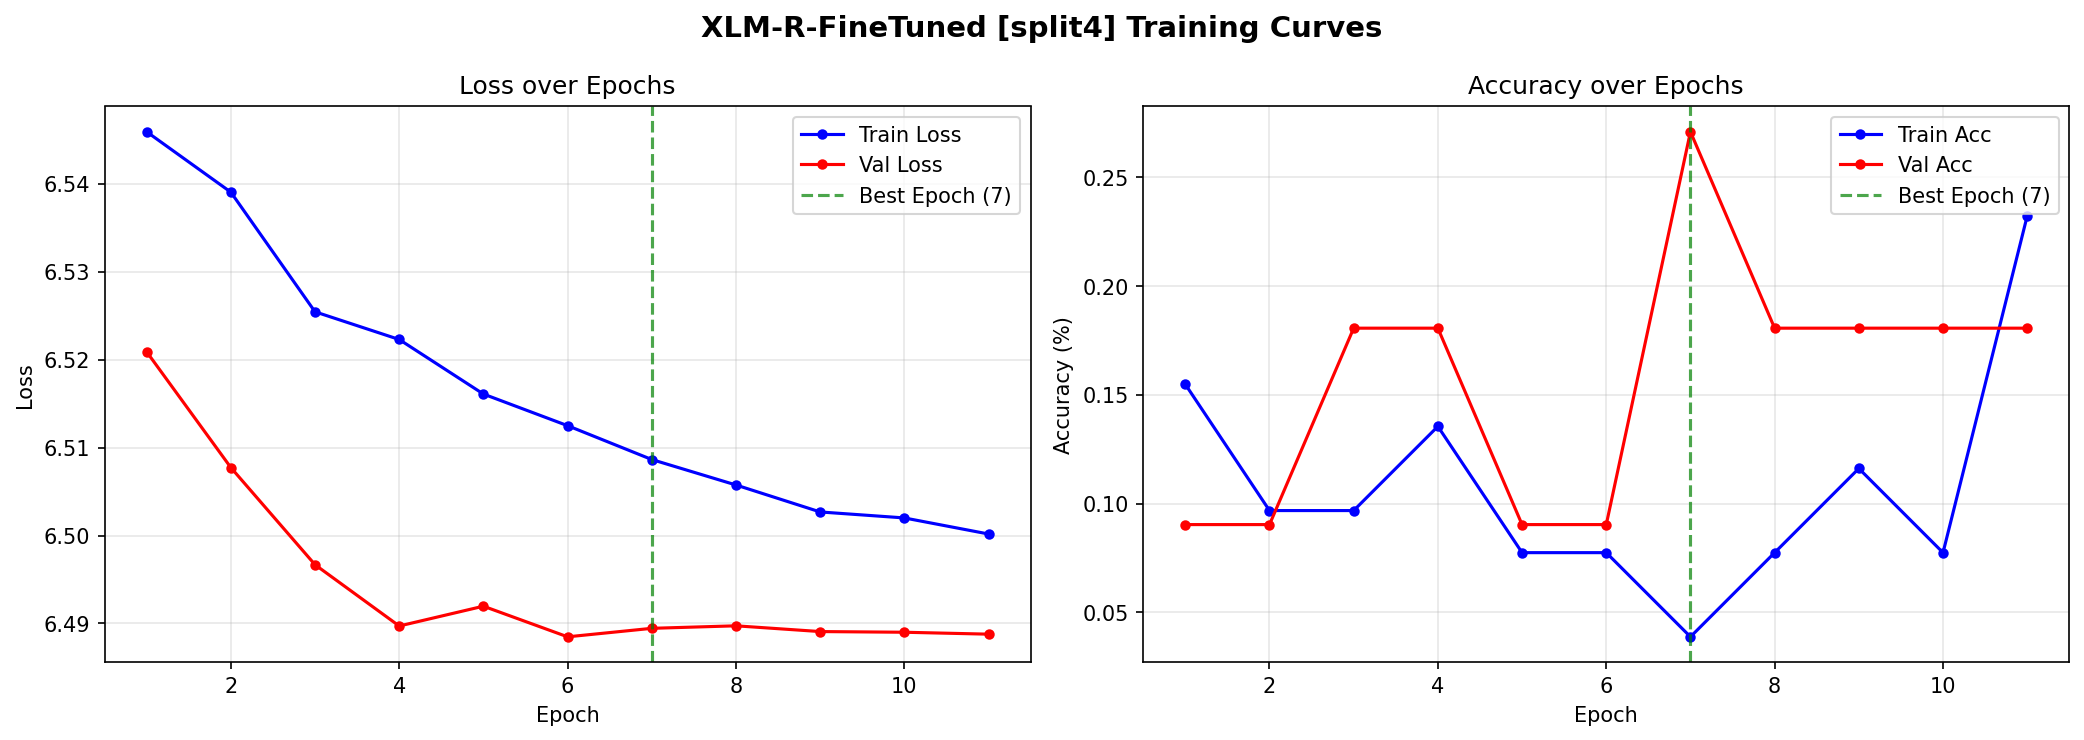 XLM-R-FineTuned [split4] Training Curves
Loss over Epochs
Train Loss
Val Loss
Best Epoch (7)
Loss
6.54
6.53
6.52
6.51
6.50
6.49
2
4
6
8
10
Epoch
Accuracy over Epochs
Train Acc
Val Acc
Best Epoch (7)
Accuracy (%)
0.25
0.20
0.15
0.10
0.05
2
4
6
8
10
Epoch